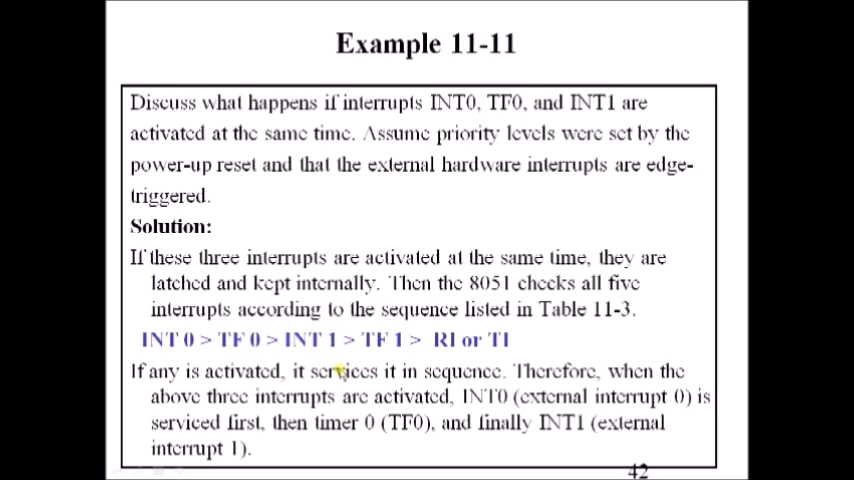 Example 11-11
Discuss what happens if interrupts INT0, TF0, and INT1 are
activated at the same time. Assume priority levels were set by the
power-up reset and that the external hardware interrupts are edge-
triggered.
Solution:
If these three interrupts are activated at the same time, they are
latched and kept internally. Then the 8051 checks all five
interrupts according to the sequence listed in Table 11-3.
INT 0 > TF 0 > INT 1 > TF 1 > RI or TI
If any is activated, it services it in sequence. Therefore, when the
above three interrupts are activated, INT0 (external interrupt 0) is
serviced first, then timer 0 (TF0), and finally INT1 (external
interrupt 1).
42